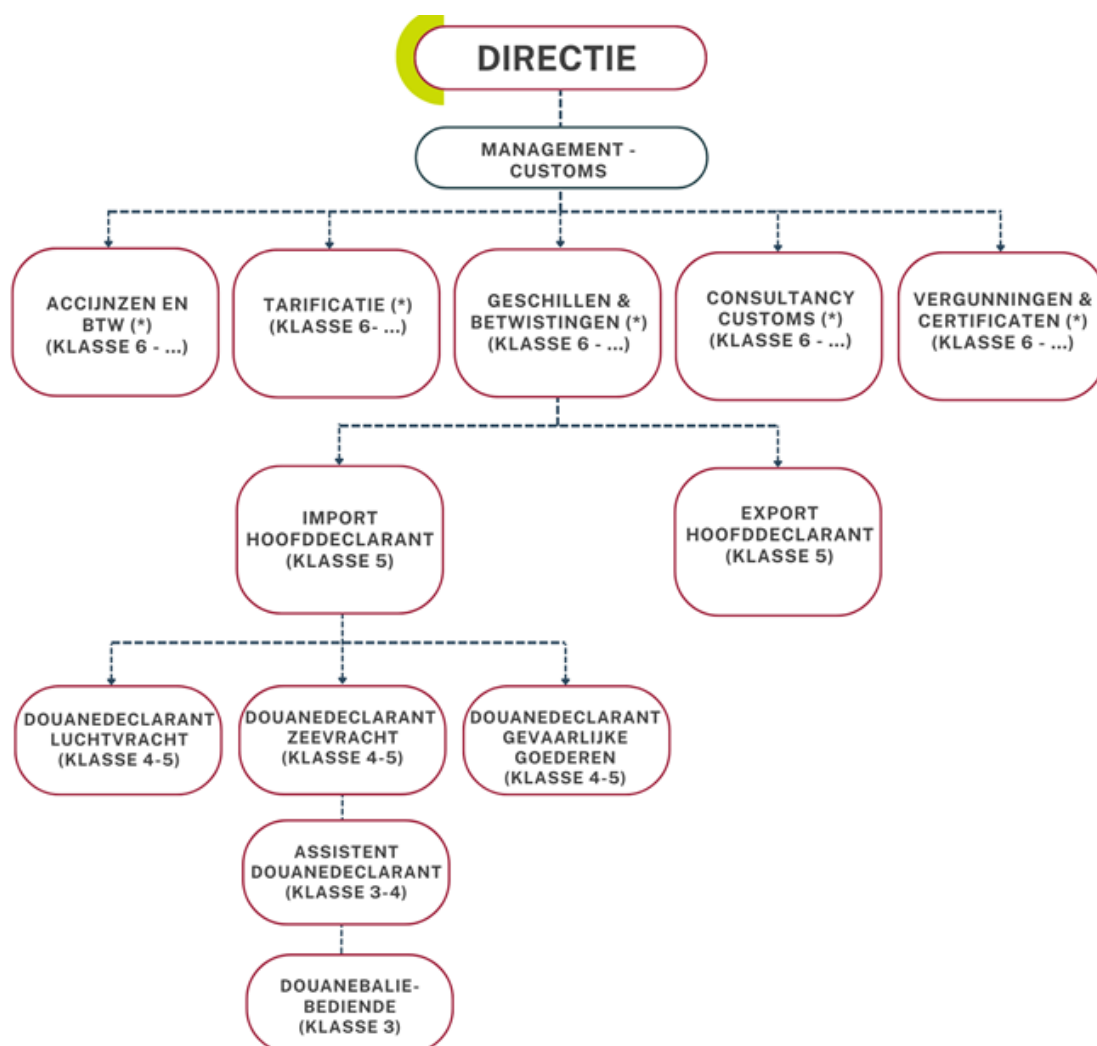 DIRECTIE
MANAGEMENT -
CUSTOMS
ACCIJNZEN EN
BTW (*)
(KLASSE 6 - ...)
TARIFICATIE (*)
(KLASSE 6- ...)
GESCHILLEN &
BETWISTINGEN (*)
(KLASSE 6 - ...)
CONSULTANCY
CUSTOMS (*)
(KLASSE 6 - ...)
VERGUNNINGEN &
CERTIFICATEN (*)
(KLASSE 6 - ...)
IMPORT
HOOFDDECLARANT
(KLASSE 5)
EXPORT
HOOFDDECLARANT
(KLASSE 5)
DOUANEDECLARANT
LUCHTVRACHT
(KLASSE 4-5)
DOUANEDECLARANT
ZEEVRACHT
(KLASSE 4-5)
DOUANEDECLARANT
GEVAARLIJKE
GOEDEREN
(KLASSE 4-5)
ASSISTENT
DOUANEDECLARANT
(KLASSE 3-4)
DOUANEBALIE-
BEDIENDE
(KLASSE 3)